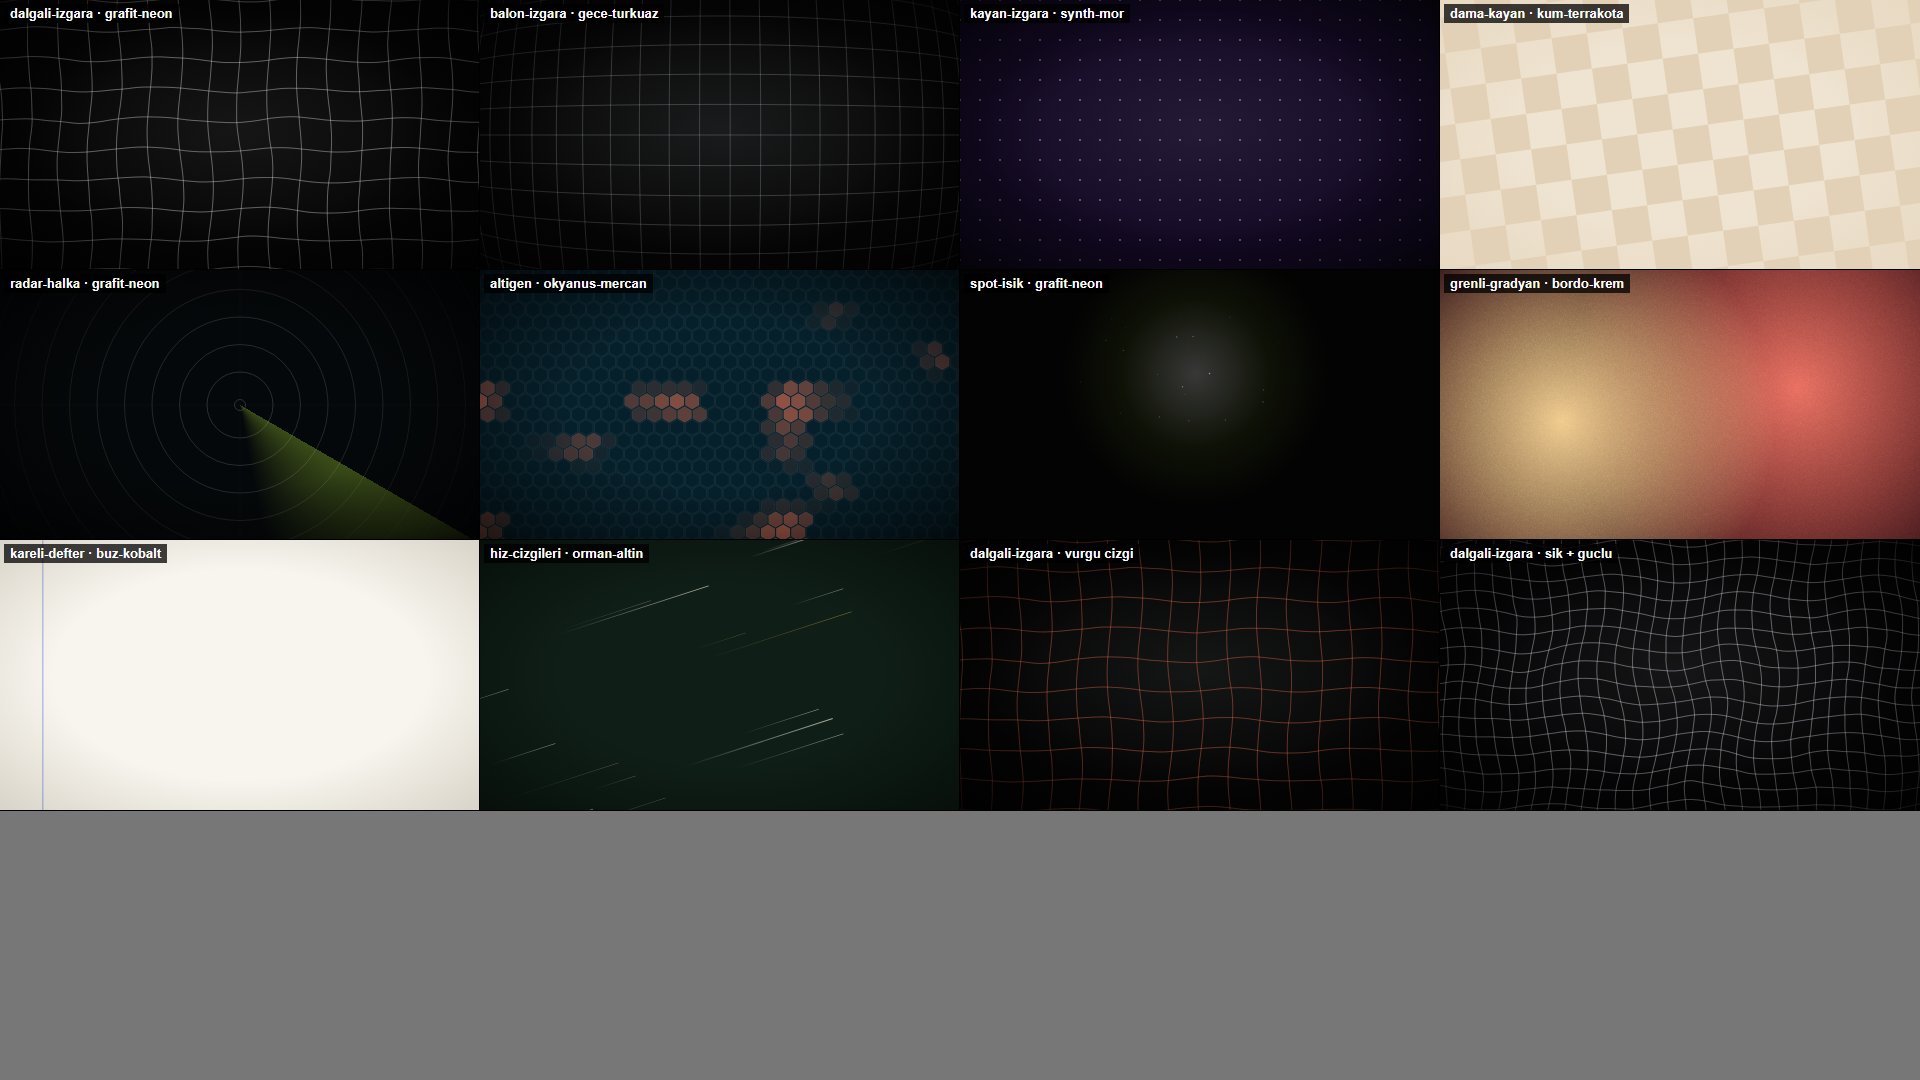 dalgali-izgara · grafit-neon
balon-izgara · gece-turkuaz
kayan-izgara · synth-mor
dama-kayan · kum-terrakota
radar-halka · grafit-neon
altigen · okyanus-mercan
spot-isik · grafit-neon
grenli-gradyan · bordo-krem
kareli-defter · buz-kobalt
hiz-cizgileri · orman-altin
dalgali-izgara · vurgu cizgi
dalgali-izgara · sik + guclu